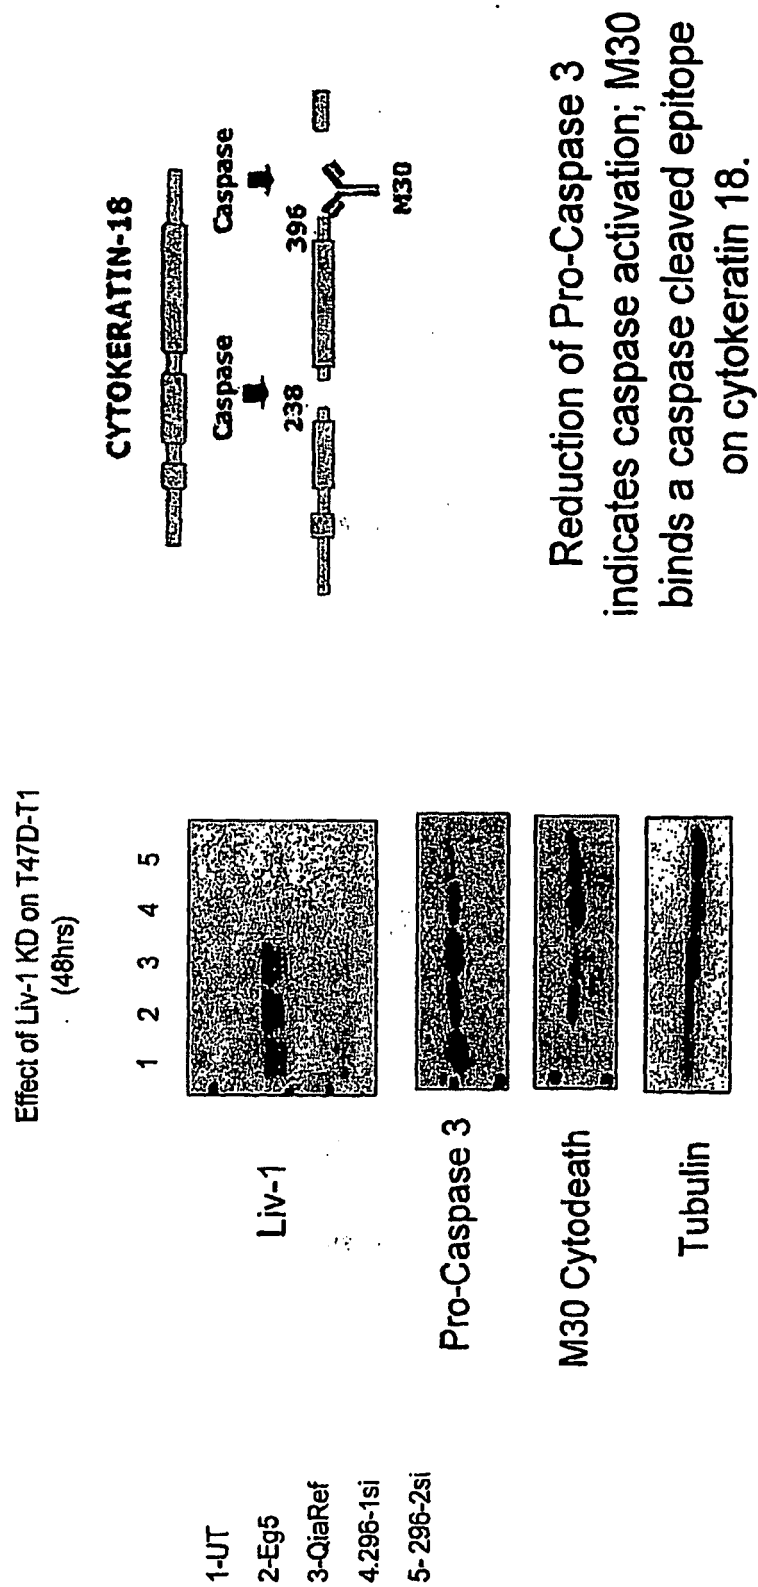 Effect of Liv-1 KD on T47D-T1
(48hrs)
1 2 3 4 5
Liv-1
Pro-Caspase 3
M30 Cytodeath
Tubulin
1-UT
2-Eg5
3-QiaRef
4.296-1si
5-296-2si
CYTOKERATIN-18
Caspase Caspase
238 396
M30
Reduction of Pro-Caspase 3
indicates caspase activation; M30
binds a caspase cleaved epitope
on cytokeratin 18.